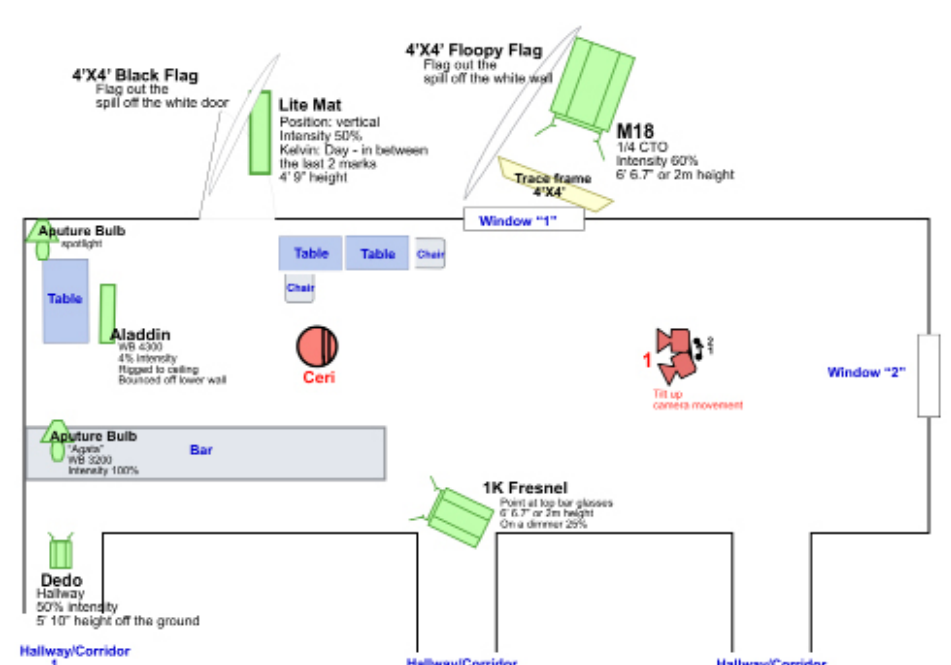 4'X4' Black Flag
Flag out the
spill off the white door
Lite Mat
Position: vertical
Intensity 50%
Kelvin: Day - in between
the last 2 marks
4' 9" height
4'X4' Floopy Flag
Flag out the
spill off the white wall
M18
1/4 CTO
Intensity 60%
6' 6.7" or 2m height
Trace frame
4'X4'
Window "1"
Aputure Bulb
spotlight
Table
Table
Chair
Chair
Table
Aladdin
WB 4300
4% intensity
Rigged to ceiling
Bounced off lower wall
Ceri
1
Tilt up
camera movement
Window "2"
Aputure Bulb
"Agata"
WB 3200
Intensity 100%
Bar
1K Fresnel
Point at top bar glasses
6' 6.7" or 2m height
On a dimmer 25%
Dedo
Hallway
50% intensity
5' 10" height off the ground
Hallway/Corridor
1
Hallway/Corridor
Hallway/Corridor